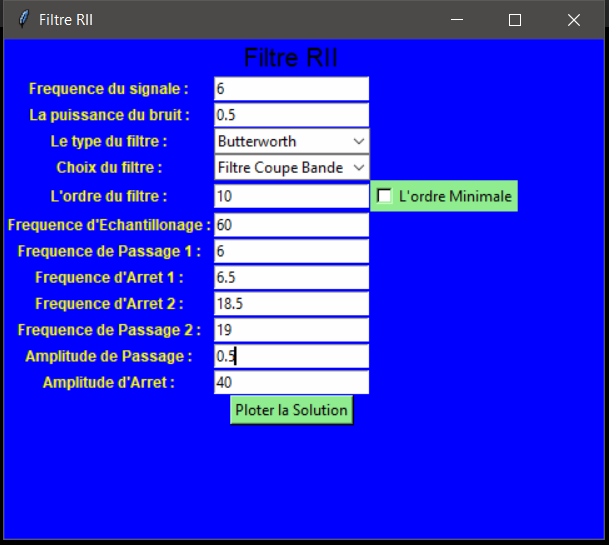 Filtre RII
Filtre RII
Frequence du signale : 6
La puissance du bruit : 0.5
Le type du filtre : Butterworth
Choix du filtre : Filtre Coupe Bande
L'ordre du filtre : 10 L'ordre Minimale
Frequence d'Echantillonage : 60
Frequence de Passage 1 : 6
Frequence d'Arret 1 : 6.5
Frequence d'Arret 2 : 18.5
Frequence de Passage 2 : 19
Amplitude de Passage : 0.5
Amplitude d'Arret : 40
Ploter la Solution